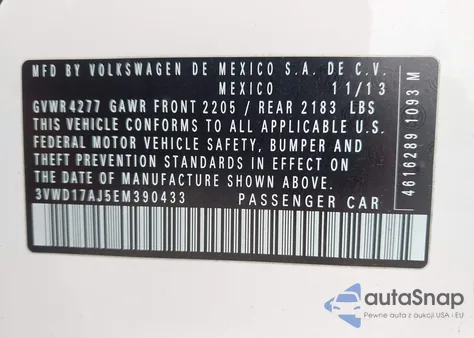 MFD BY VOLKSWAGEN DE MEXICO S.A. DE C.V.
MEXICO 11/13
GVWR4277 GAWR FRONT 2205 / REAR 2183 LBS
THIS VEHICLE CONFORMS TO ALL APPLICABLE U.S.
FEDERAL MOTOR VEHICLE SAFETY, BUMPER AND
THEFT PREVENTION STANDARDS IN EFFECT ON
THE DATE OF MANUFACTURE SHOWN ABOVE.
3VWD17AJ5EM390433 PASSENGER CAR
4616289 1093 M
autoSnap
Pewne auta z aukcji USA i EU